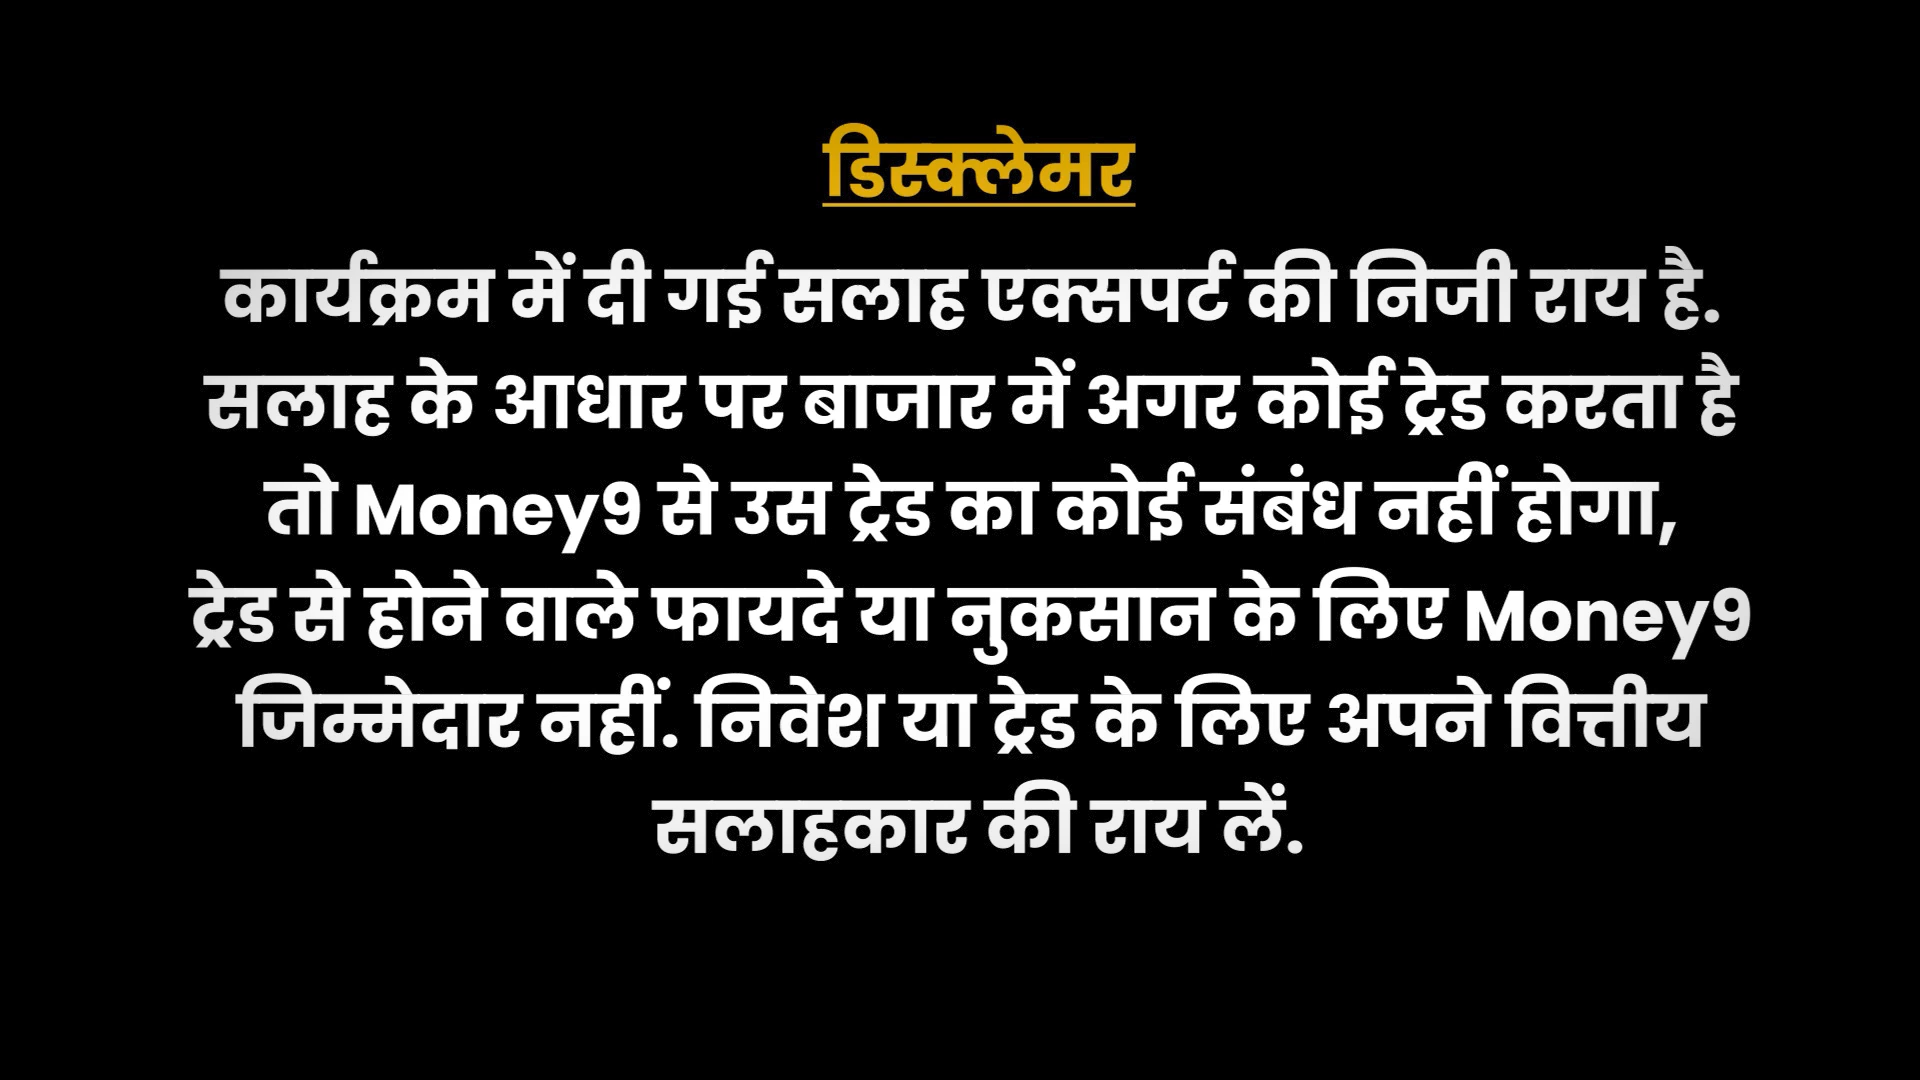 डिस्क्लेमर
कार्यक्रम में दी गई सलाह एक्सपर्ट की निजी राय है.
सलाह के आधार पर बाजार में अगर कोई ट्रेड करता है
तो Money9 से उस ट्रेड का कोई संबंध नहीं होगा,
ट्रेड से होने वाले फायदे या नुकसान के लिए Money9
जिम्मेदार नहीं. निवेश या ट्रेड के लिए अपने वित्तीय
सलाहकार की राय लें.